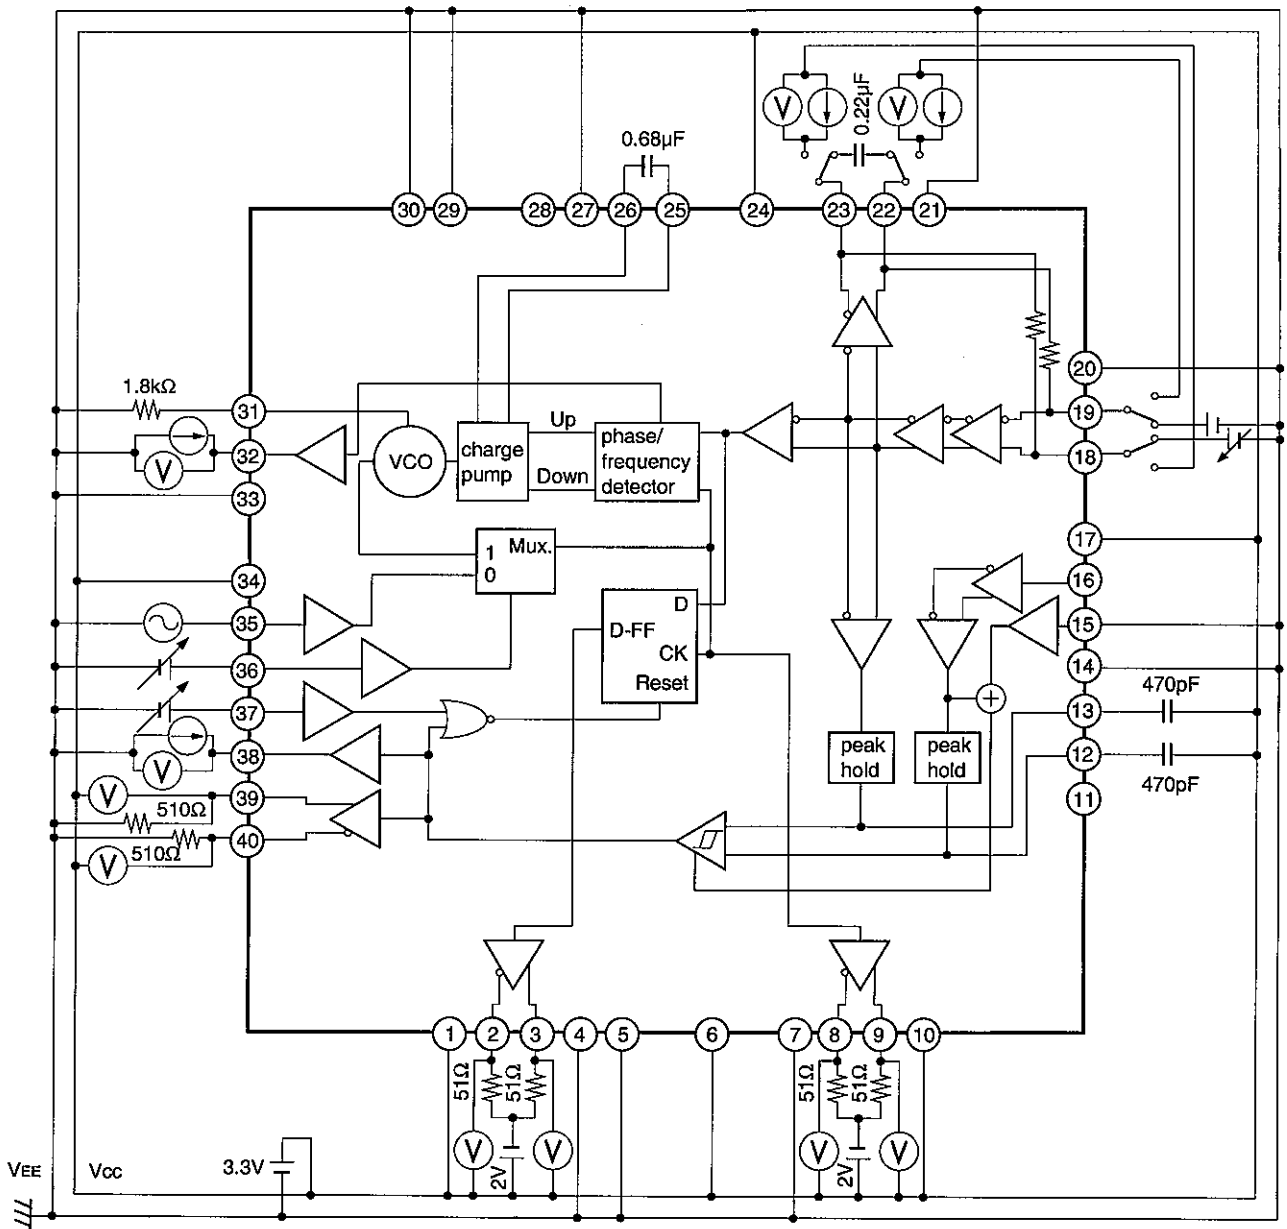 V
V
0.22µF
0.68µF
30
29
28
27
26
25
24
23
22
21
20
1.8kΩ
31
Up
19
VCO
charge
pump
phase/
frequency
detector
V
32
18
Down
33
17
1
0
Mux.
34
16
D
35
15
D-FF
CK
36
14
Reset
470pF
+
37
13
peak
hold
peak
hold
38
12
V
470pF
V
39
11
510Ω
40
510Ω
V
1
2
3
4
5
6
7
8
9
10
51Ω
51Ω
51Ω
51Ω
V
V
V
V
2V
2V
VEE
VCC
3.3V